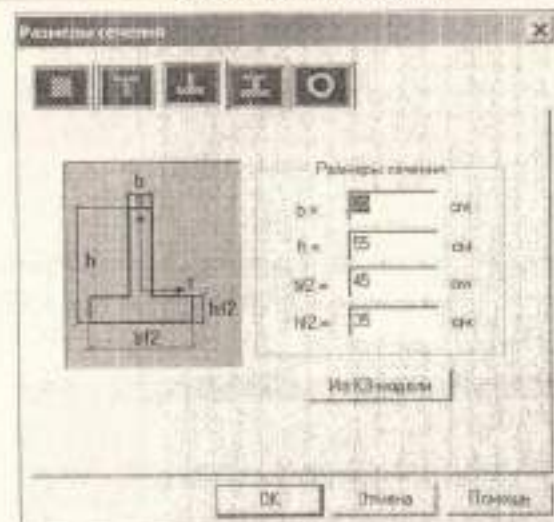 Размеры сечения
b
h
hf2
bf2
Размеры сечения
b = см
h = 55 см
bf2 = 45 см
hf2 = 35 см
Из КЭ-модели
OK Отмена Помощь